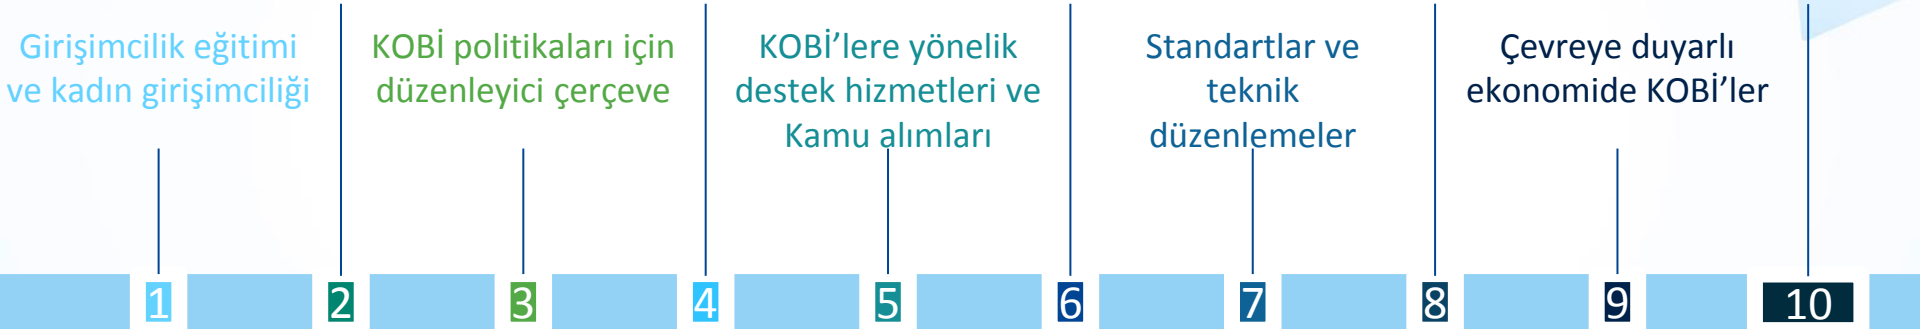 Girişimcilik eğitimi
ve kadın girişimciliği
KOBİ politikaları için
düzenleyici çerçeve
KOBİ’lere yönelik
destek hizmetleri ve
Kamu alımları
Standartlar ve
teknik
düzenlemeler
Çevreye duyarlı
ekonomide KOBİ’ler
1 2 3 4 5 6 7 8 9 10